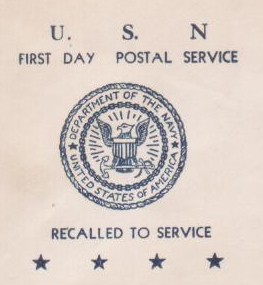 U. S. N
FIRST DAY POSTAL SERVICE
DEPARTMENT OF THE NAVY
UNITED STATES OF AMERICA
RECALLED TO SERVICE